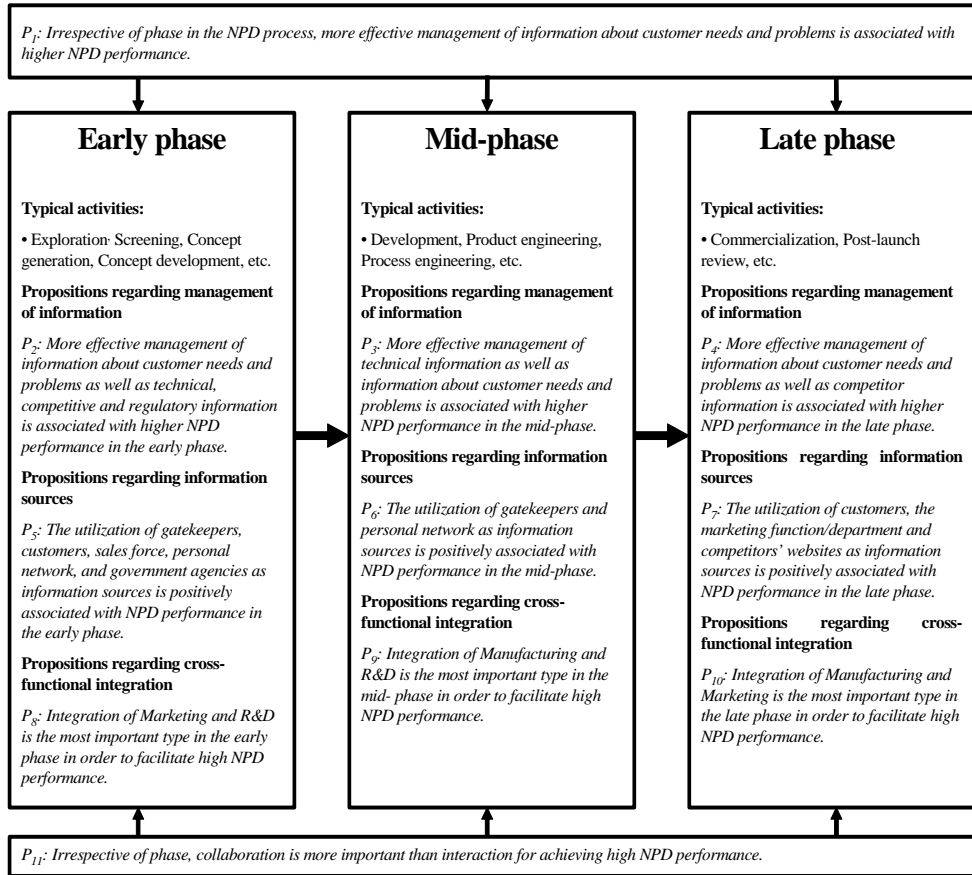 P1: Irrespective of phase in the NPD process, more effective management of information about customer needs and problems is associated with
higher NPD performance.
Early phase
Typical activities:
• Exploration· Screening, Concept
generation, Concept development, etc.
Propositions regarding management
of information
P2: More effective management of
information about customer needs and
problems as well as technical,
competitive and regulatory information
is associated with higher NPD
performance in the early phase.
Propositions regarding information
sources
P5: The utilization of gatekeepers,
customers, sales force, personal
network, and government agencies as
information sources is positively
associated with NPD performance in
the early phase.
Propositions regarding cross-
functional integration
P8: Integration of Marketing and R&D
is the most important type in the early
phase in order to facilitate high NPD
performance.
Mid-phase
Typical activities:
• Development, Product engineering,
Process engineering, etc.
Propositions regarding management
of information
P3: More effective management of
technical information as well as
information about customer needs and
problems is associated with higher
NPD performance in the mid-phase.
Propositions regarding information
sources
P6: The utilization of gatekeepers and
personal network as information
sources is positively associated with
NPD performance in the mid-phase.
Propositions regarding cross-
functional integration
P9: Integration of Manufacturing and
R&D is the most important type in the
mid- phase in order to facilitate high
NPD performance.
Late phase
Typical activities:
• Commercialization, Post-launch
review, etc.
Propositions regarding management
of information
P4: More effective management of
information about customer needs and
problems as well as competitor
information is associated with higher
NPD performance in the late phase.
Propositions regarding information
sources
P7: The utilization of customers, the
marketing function/department and
competitors' websites as information
sources is positively associated with
NPD performance in the late phase.
Propositions regarding cross-
functional integration
P10: Integration of Manufacturing and
Marketing is the most important type in
the late phase in order to facilitate high
NPD performance.
P11: Irrespective of phase, collaboration is more important than interaction for achieving high NPD performance.